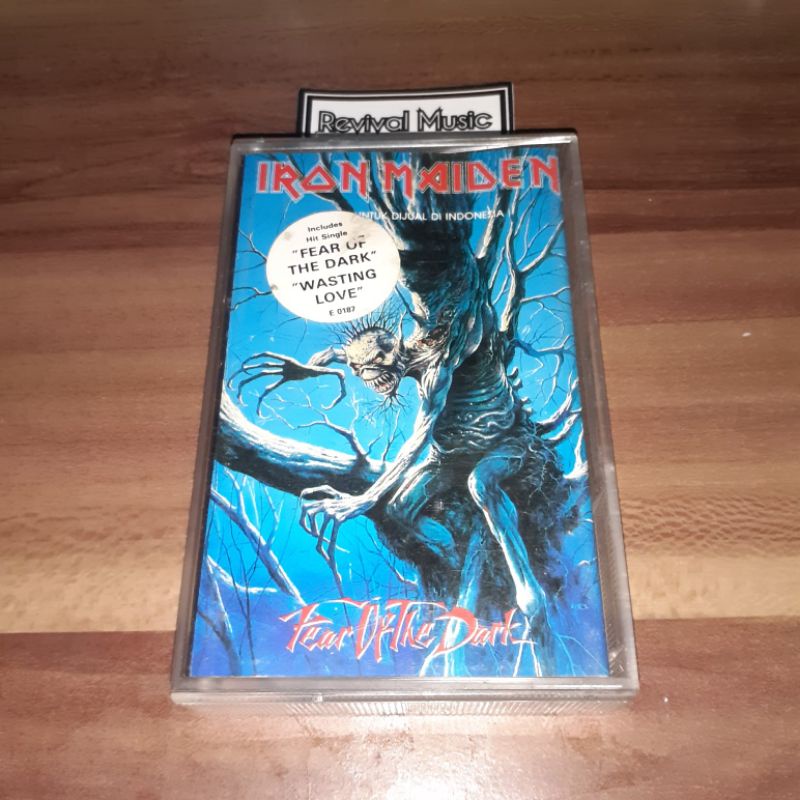 Revival Music
IRON MAIDEN
UNTUK DIJUAL DI INDONESIA
Includes
Hit Single
"FEAR OF
THE DARK"
"WASTING
LOVE"
E 0187
Fear Of The Dark